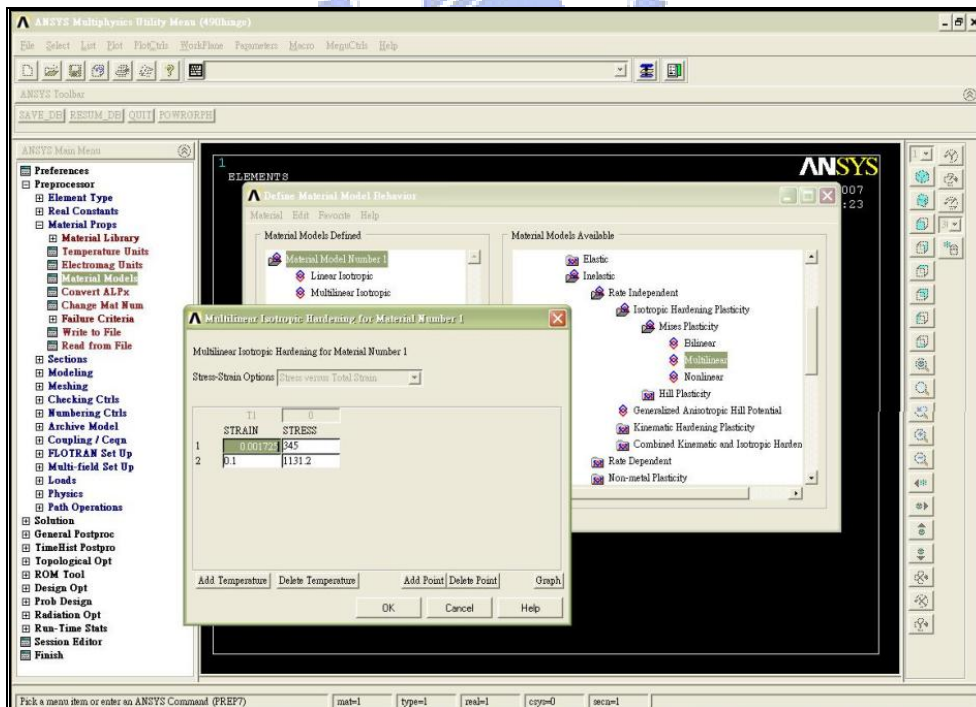 ANSYS Multiphysics Utility Menu (490hinge)
File Select List Plot PlotCtrls WorkPlane Parameters Macro MenuCtrls Help
ANSYS Toolbar
SAVE_DB RESUM_DB QUIT POWRGRPH
ANSYS Main Menu
Preferences
Preprocessor
Element Type
Real Constants
Material Props
Material Library
Temperature Units
Electromag Units
Material Models
Convert ALPx
Change Mat Num
Failure Criteria
Write to File
Read from File
Sections
Modeling
Meshing
Checking Ctrls
Numbering Ctrls
Archive Model
Coupling / Ceqn
FLOTRAN Set Up
Multi-field Set Up
Loads
Physics
Path Operations
Solution
General Postproc
TimeHist Postpro
Topological Opt
ROM Tool
Design Opt
Prob Design
Radiation Opt
Run-Time Stats
Session Editor
Finish
1
ELEMENTS
ANSYS
007
:23
Define Material Model Behavior
Material Edit Favorite Help
Material Models Defined
Material Model Number 1
Linear Isotropic
Multilinear Isotropic
Material Models Available
Elastic
Inelastic
Rate Independent
Isotropic Hardening Plasticity
Mises Plasticity
Bilinear
Multilinear
Nonlinear
Hill Plasticity
Generalized Anisotropic Hill Potential
Kinematic Hardening Plasticity
Combined Kinematic and Isotropic Harden
Rate Dependent
Non-metal Plasticity
Multilinear Isotropic Hardening for Material Number 1
Multilinear Isotropic Hardening for Material Number 1
Stress-Strain Options Stress versus Total Strain
T1 0
STRAIN STRESS
1 0.001725 345
2 0.1 1131.2
Add Temperature Delete Temperature Add Point Delete Point Graph
OK Cancel Help
1
3
Pick a menu item or enter an ANSYS Command (PREP7) mat=1 type=1 real=1 csys=0 secn=1